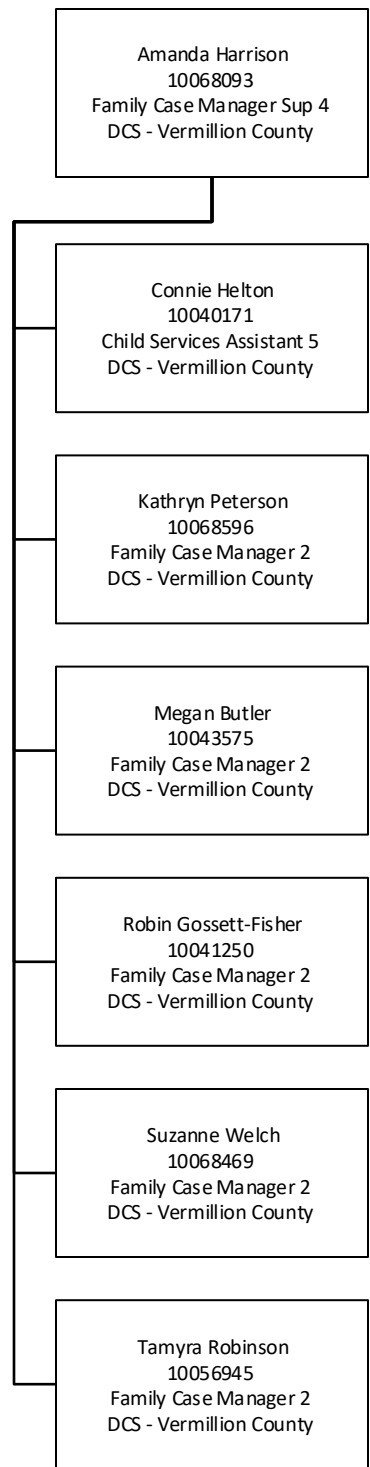 Amanda Harrison
10068093
Family Case Manager Sup 4
DCS - Vermillion County
Connie Helton
10040171
Child Services Assistant 5
DCS - Vermillion County
Kathryn Peterson
10068596
Family Case Manager 2
DCS - Vermillion County
Megan Butler
10043575
Family Case Manager 2
DCS - Vermillion County
Robin Gossett-Fisher
10041250
Family Case Manager 2
DCS - Vermillion County
Suzanne Welch
10068469
Family Case Manager 2
DCS - Vermillion County
Tamyra Robinson
10056945
Family Case Manager 2
DCS - Vermillion County